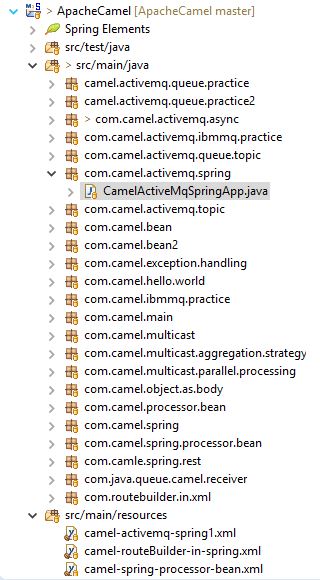 > ApacheCamel [ApacheCamel master]
Spring Elements
src/test/java
> src/main/java
camel.activemq.queue.practice
camel.activemq.queue.practice2
> com.camel.activemq.async
com.camel.activemq.ibmmq.practice
com.camel.activemq.queue.topic
com.camel.activemq.spring
CamelActiveMqSpringApp.java
com.camel.activemq.topic
com.camel.bean
com.camel.bean2
com.camel.exception.handling
com.camel.hello.world
com.camel.ibmmq.practice
com.camel.main
com.camel.multicast
com.camel.multicast.aggregation.strategy
com.camel.multicast.parallel.processing
com.camel.object.as.body
com.camel.processor.bean
com.camel.spring
com.camel.spring.processor.bean
com.camle.spring.rest
com.java.queue.camel.receiver
com.routebuilder.in.xml
src/main/resources
camel-activemq-spring1.xml
camel-routeBuilder-in-spring.xml
camel-spring-processor-bean.xml